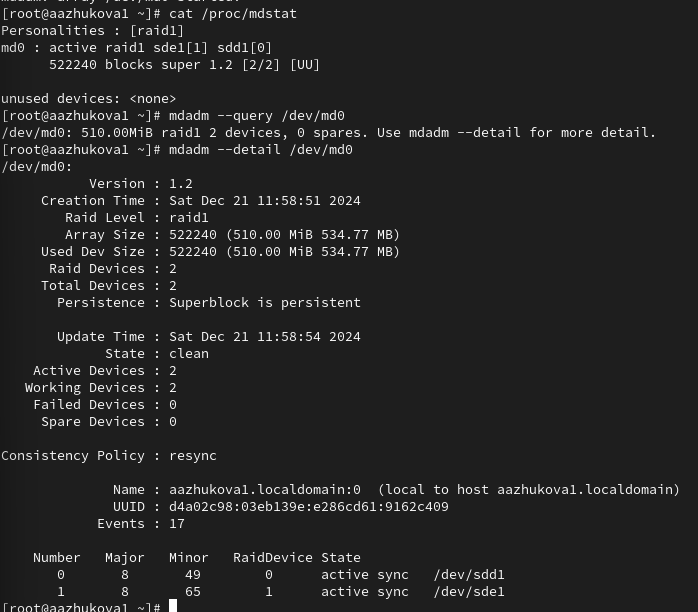 mdadm: array /dev/md0 started.
[root@aazhukova1 ~]# cat /proc/mdstat
Personalities : [raid1]
md0 : active raid1 sde1[1] sdd1[0]
      522240 blocks super 1.2 [2/2] [UU]

unused devices: <none>
[root@aazhukova1 ~]# mdadm --query /dev/md0
/dev/md0: 510.00MiB raid1 2 devices, 0 spares. Use mdadm --detail for more detail.
[root@aazhukova1 ~]# mdadm --detail /dev/md0
/dev/md0:
           Version : 1.2
     Creation Time : Sat Dec 21 11:58:51 2024
        Raid Level : raid1
        Array Size : 522240 (510.00 MiB 534.77 MB)
     Used Dev Size : 522240 (510.00 MiB 534.77 MB)
      Raid Devices : 2
     Total Devices : 2
       Persistence : Superblock is persistent

       Update Time : Sat Dec 21 11:58:54 2024
             State : clean
    Active Devices : 2
   Working Devices : 2
    Failed Devices : 0
     Spare Devices : 0

Consistency Policy : resync

              Name : aazhukova1.localdomain:0  (local to host aazhukova1.localdomain)
              UUID : d4a02c98:03eb139e:e286cd61:9162c409
            Events : 17

    Number   Major   Minor   RaidDevice State
       0       8       49        0      active sync   /dev/sdd1
       1       8       65        1      active sync   /dev/sde1
[root@aazhukova1 ~]#